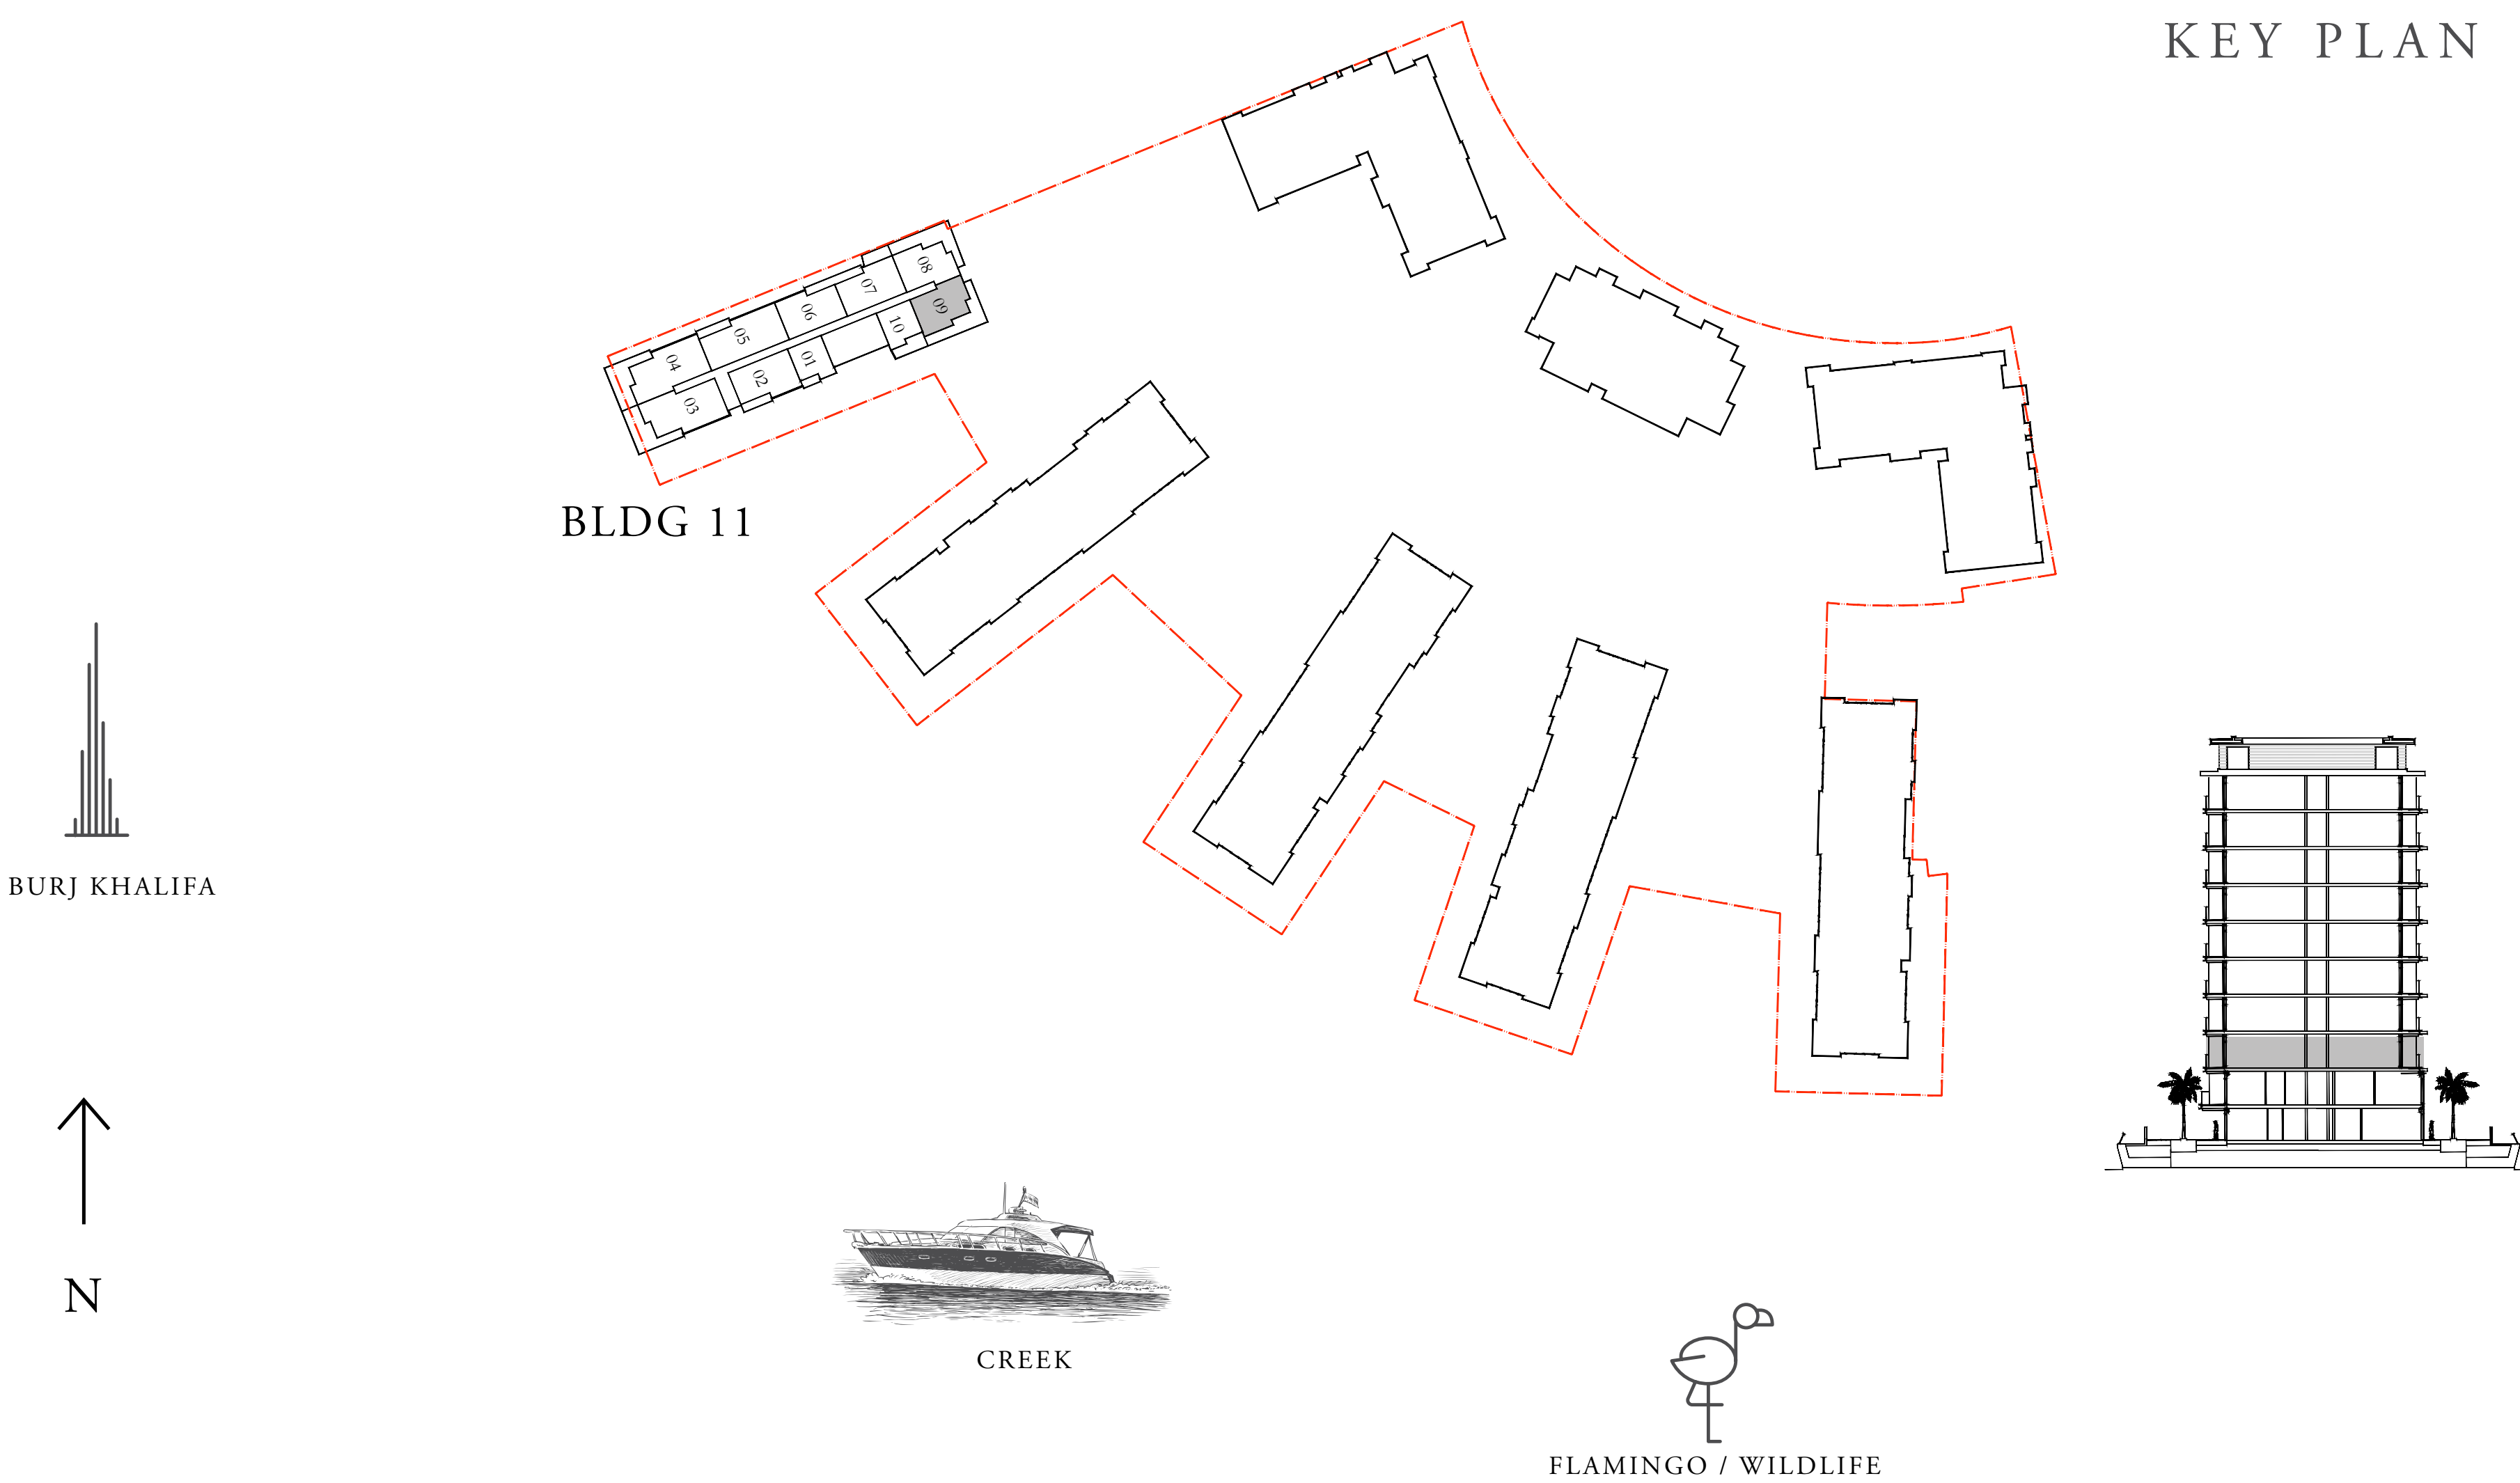 KEY PLAN
08
07
09
06
10
05
01
04
02
03
BLDG 11
BURJ KHALIFA
N
CREEK
FLAMINGO / WILDLIFE